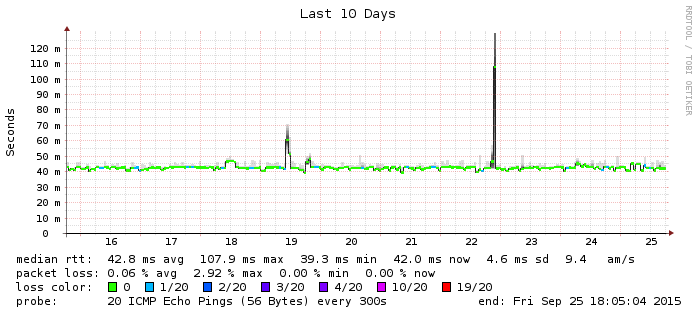 Last 10 Days
RRDTOOL / TOBI OETIKER
Seconds
120 m
110 m
100 m
90 m
80 m
70 m
60 m
50 m
40 m
30 m
20 m
10 m
0
16 17 18 19 20 21 22 23 24 25
median rtt: 42.8 ms avg 107.9 ms max 39.3 ms min 42.0 ms now 4.6 ms sd 9.4 am/s
packet loss: 0.06 % avg 2.92 % max 0.00 % min 0.00 % now
loss color: 0 1/20 2/20 3/20 4/20 10/20 19/20
probe: 20 ICMP Echo Pings (56 Bytes) every 300s end: Fri Sep 25 18:05:04 2015